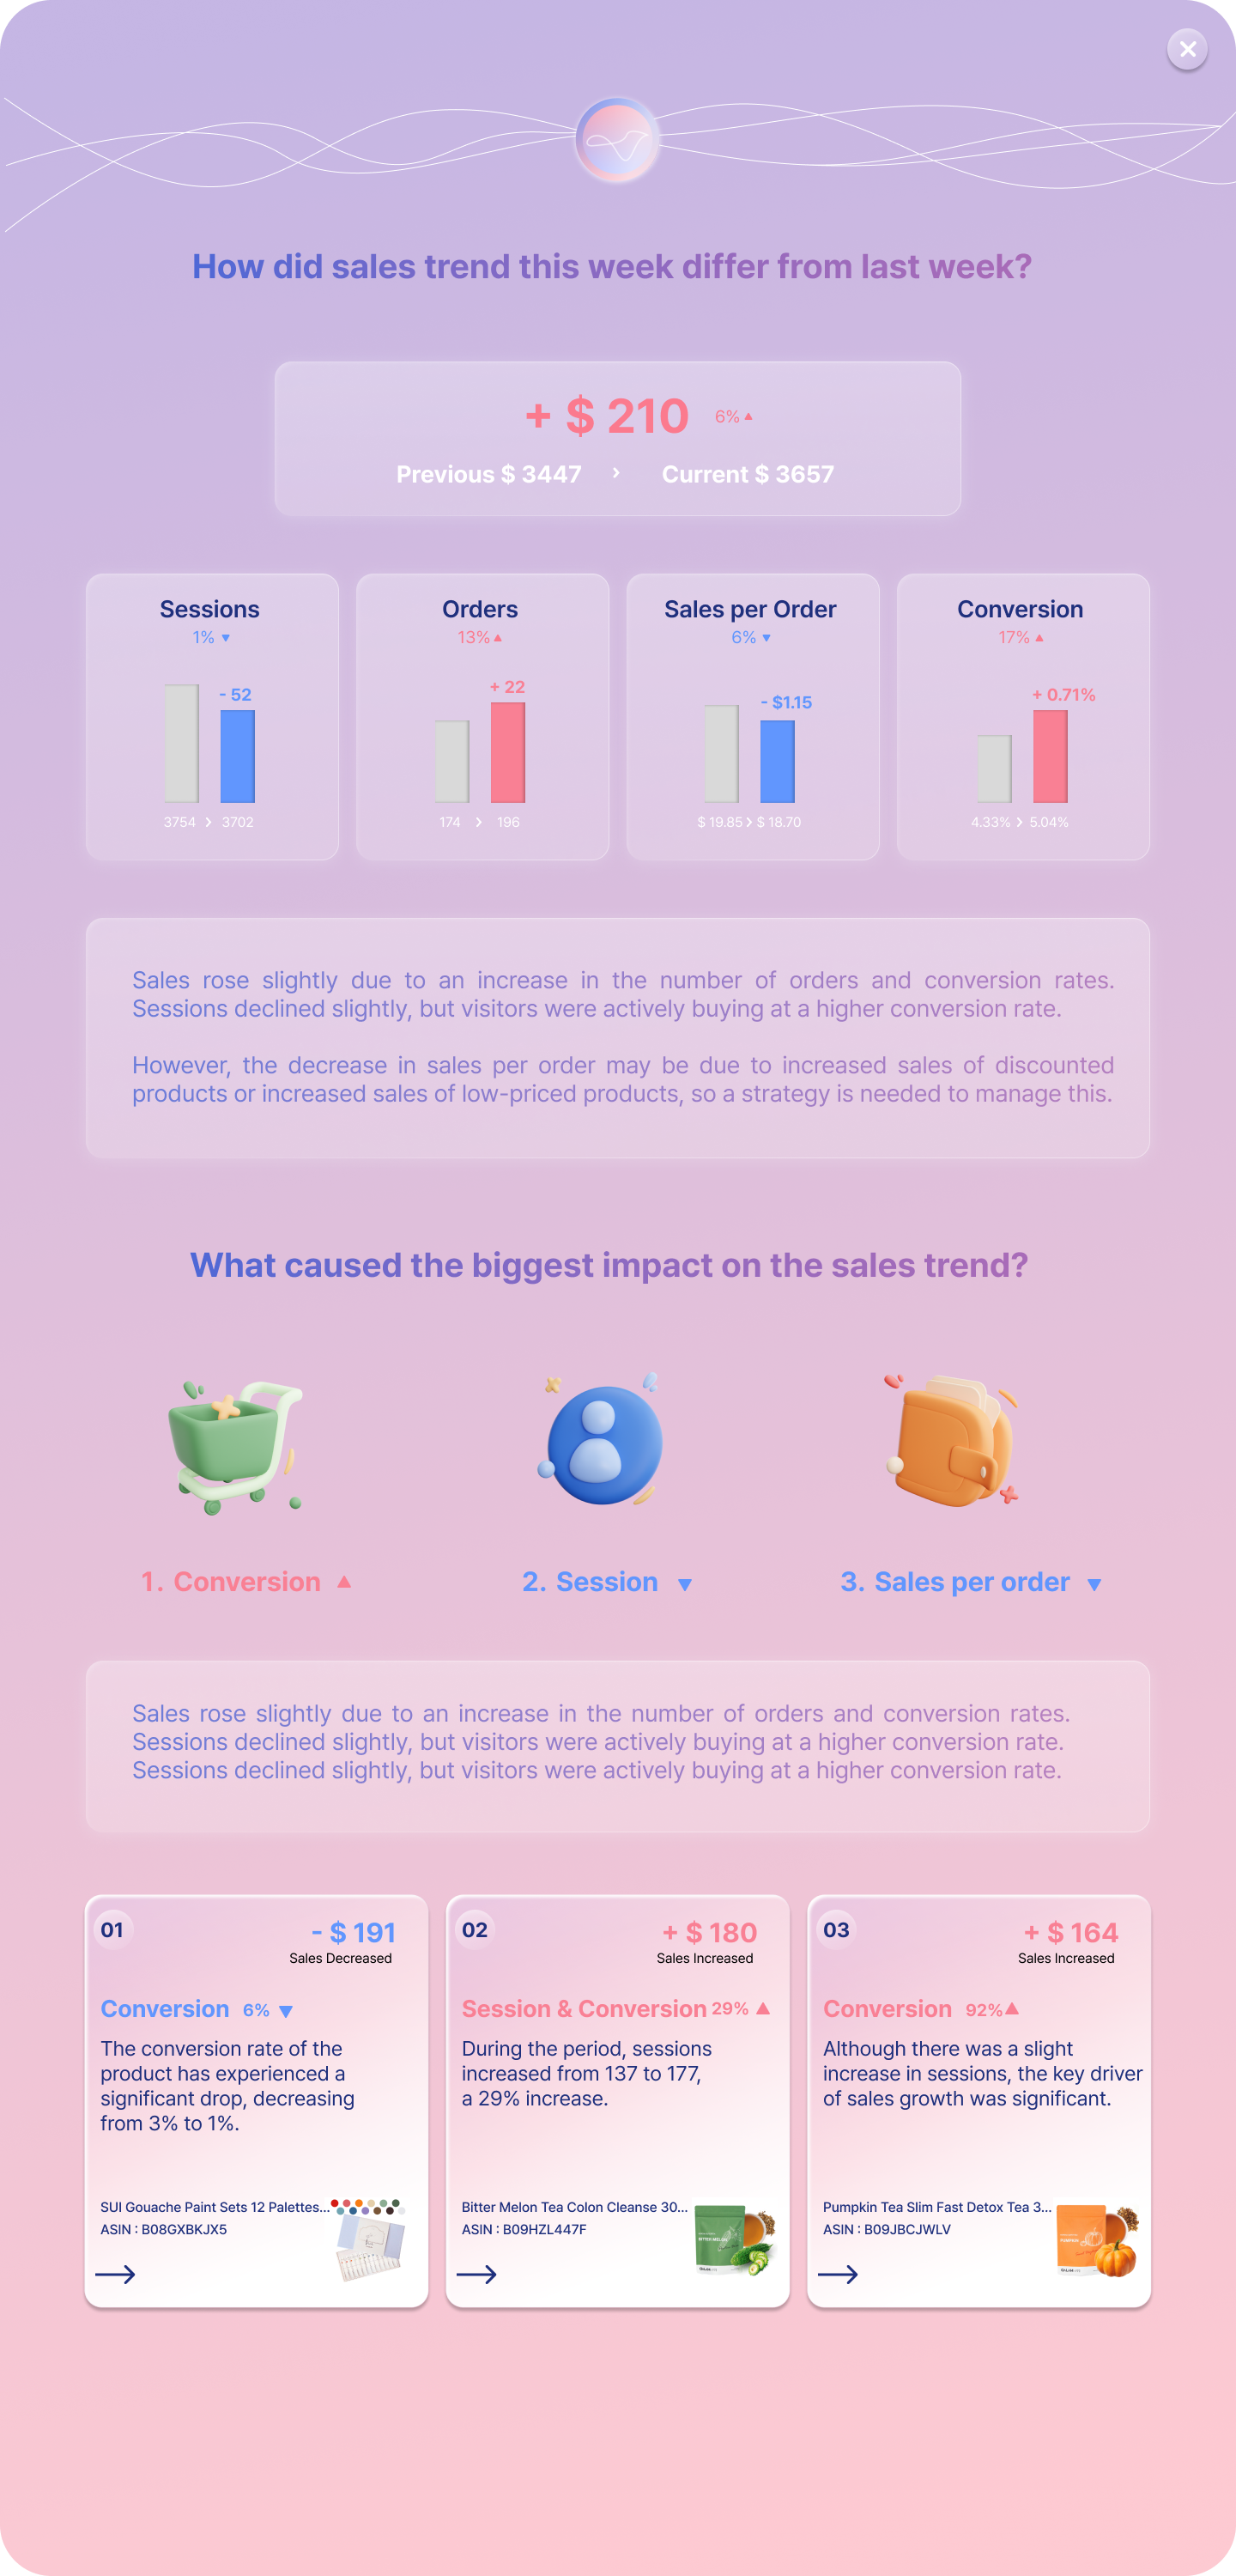 How did sales trend this week differ from last week?
+ $ 210 6%
Previous $ 3447 > Current $ 3657
Sessions
1%
- 52
3754 > 3702
Orders
13%
+ 22
174 > 196
Sales per Order
6%
- $1.15
$ 19.85 > $ 18.70
Conversion
17%
+ 0.71%
4.33% > 5.04%
Sales rose slightly due to an increase in the number of orders and conversion rates.
Sessions declined slightly, but visitors were actively buying at a higher conversion rate.
However, the decrease in sales per order may be due to increased sales of discounted
products or increased sales of low-priced products, so a strategy is needed to manage this.
What caused the biggest impact on the sales trend?
1. Conversion
2. Session
3. Sales per order
Sales rose slightly due to an increase in the number of orders and conversion rates.
Sessions declined slightly, but visitors were actively buying at a higher conversion rate.
Sessions declined slightly, but visitors were actively buying at a higher conversion rate.
01
- $ 191
Sales Decreased
Conversion 6%
The conversion rate of the
product has experienced a
significant drop, decreasing
from 3% to 1%.
SUI Gouache Paint Sets 12 Palettes...
ASIN : B08GXBKJX5
02
+ $ 180
Sales Increased
Session & Conversion 29%
During the period, sessions
increased from 137 to 177,
a 29% increase.
Bitter Melon Tea Colon Cleanse 30...
ASIN : B09HZL447F
BITTER MELON
03
+ $ 164
Sales Increased
Conversion 92%
Although there was a slight
increase in sessions, the key driver
of sales growth was significant.
Pumpkin Tea Slim Fast Detox Tea 3...
ASIN : B09JBCJWLV
PUMPKIN